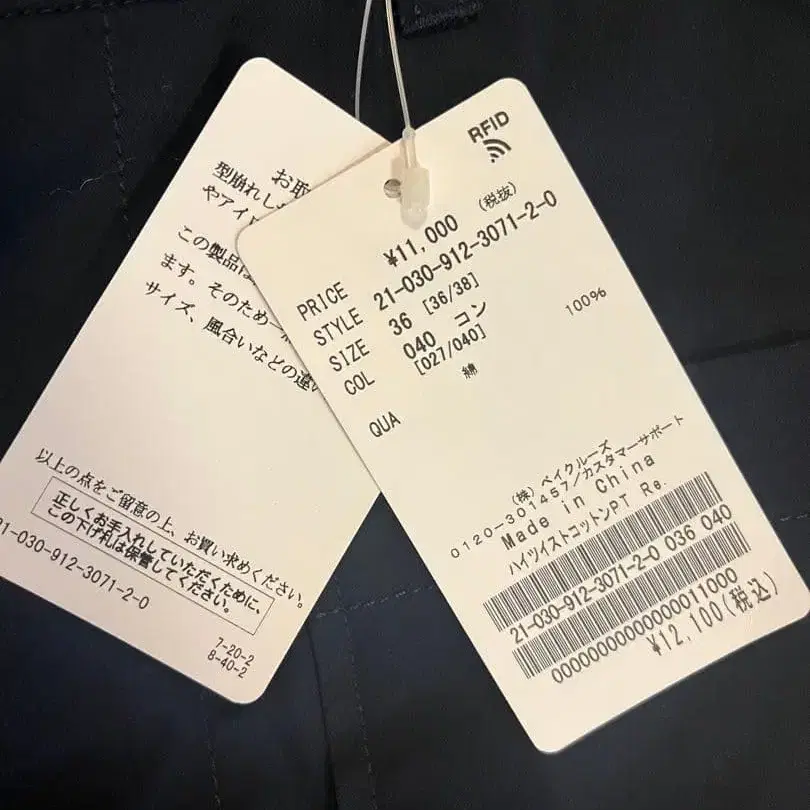 お取
型崩れし
やアイ
この製品は
ます。そのため
サイズ、風合いなどの違い
以上の点をご留意の上、お買い求めください。
正しくお手入れしていただくために、
この下げ札は保管してください。
21-030-912-3071-2-0
7-20-2
8-40-2
RFID
PRICE ¥11,000 (税抜)
STYLE 21-030-912-3071-2-0
SIZE 36 [36/38]
COL 040 コン
[027/040]
QUA 綿 100%
(株) ベイクルーズ
0120-301457/カスタマーサポート
Made in China
ハイツイストコットンPT Re.
21-030-912-3071-2-0 036 040
00000000000000011000
¥12,100(税込)